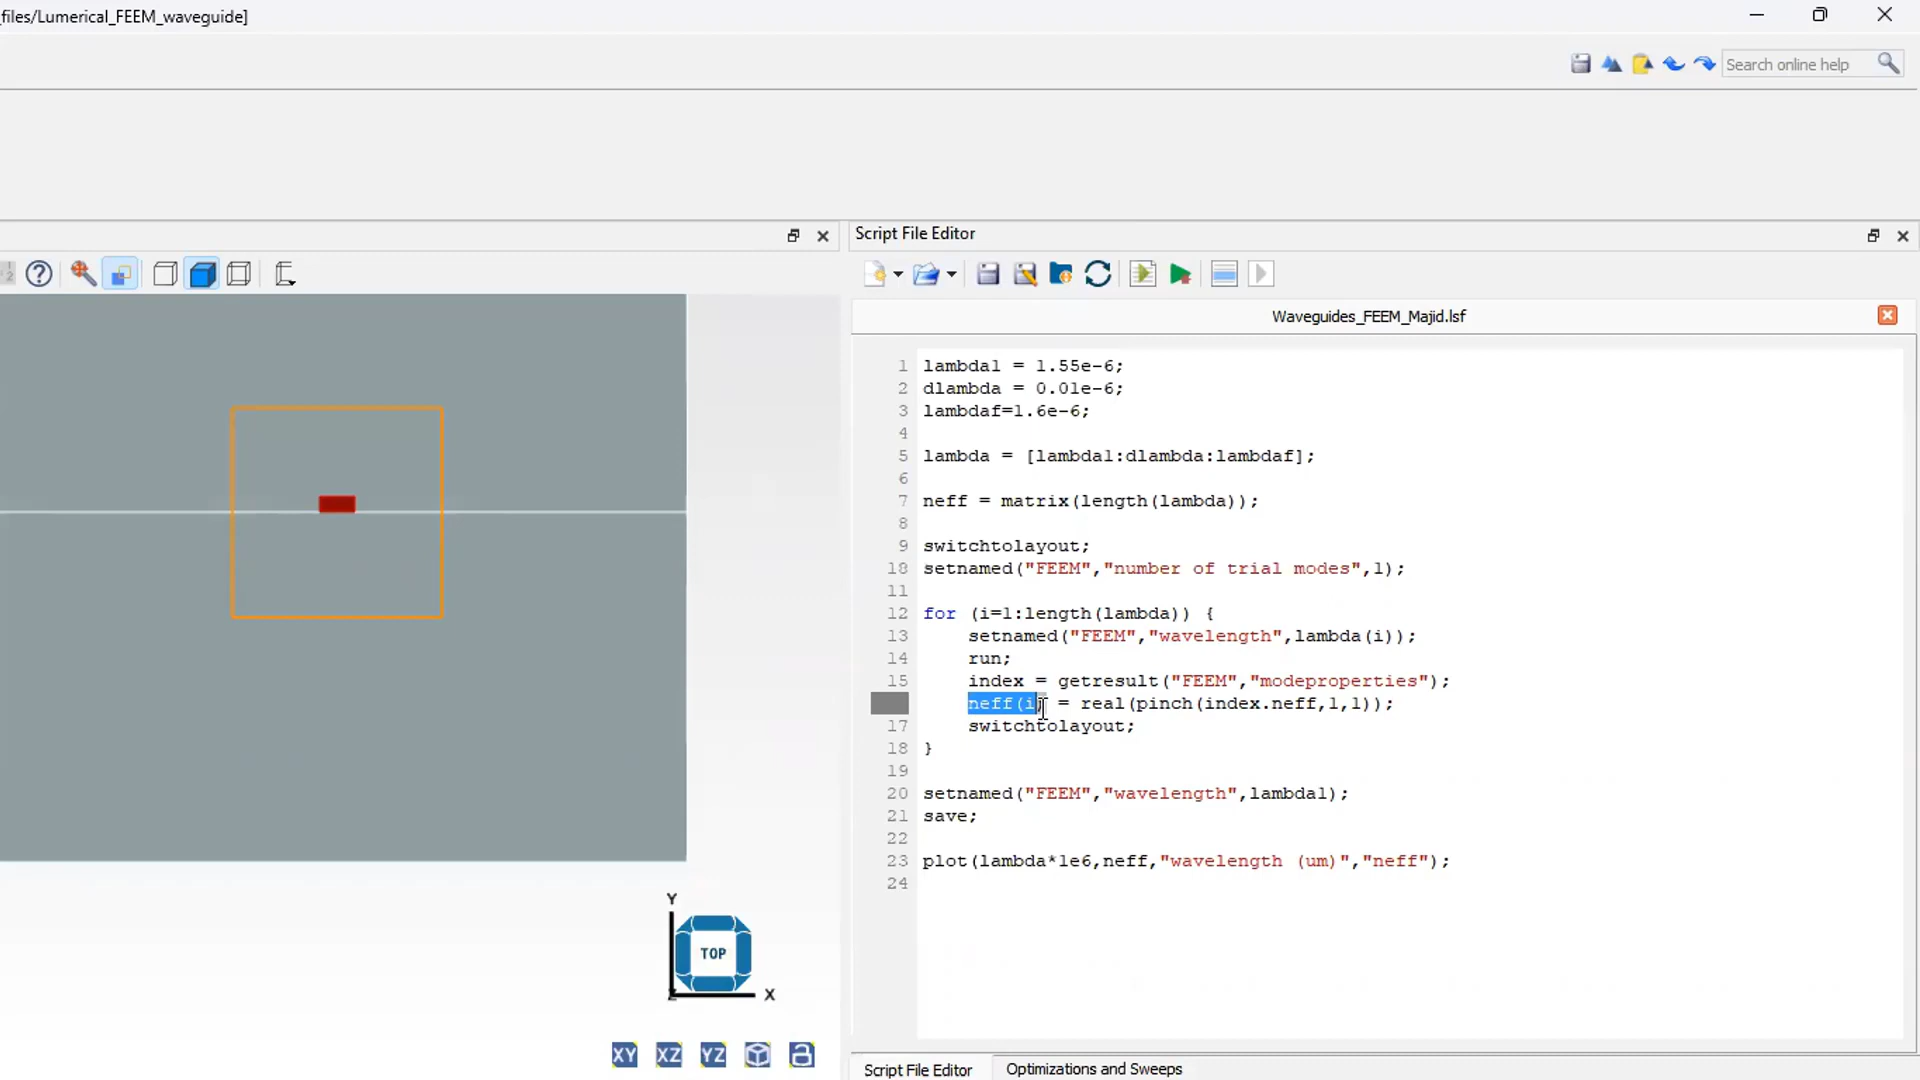 files/Lumerical_FEEM_waveguide]
Search online help
Script File Editor
Waveguides_FEEM_Majid.lsf
1 lambda1 = 1.55e-6;
2 dlambda = 0.01e-6;
3 lambdaf=1.6e-6;
4
5 lambda = [lambda1:dlambda:lambdaf];
6
7 neff = matrix(length(lambda));
8
9 switchtolayout;
10 setnamed("FEEM","number of trial modes",1);
11
12 for (i=1:length(lambda)) {
13 setnamed("FEEM","wavelength",lambda(i));
14 run;
15 index = getresult("FEEM","modeproperties");
neff(i) = real(pinch(index.neff,1,1));
17 switchtolayout;
18 }
19
20 setnamed("FEEM","wavelength",lambda1);
21 save;
22
23 plot(lambda*1e6,neff,"wavelength (um)","neff");
24
Y
TOP
Z X
XY XZ YZ
Script File Editor Optimizations and Sweeps